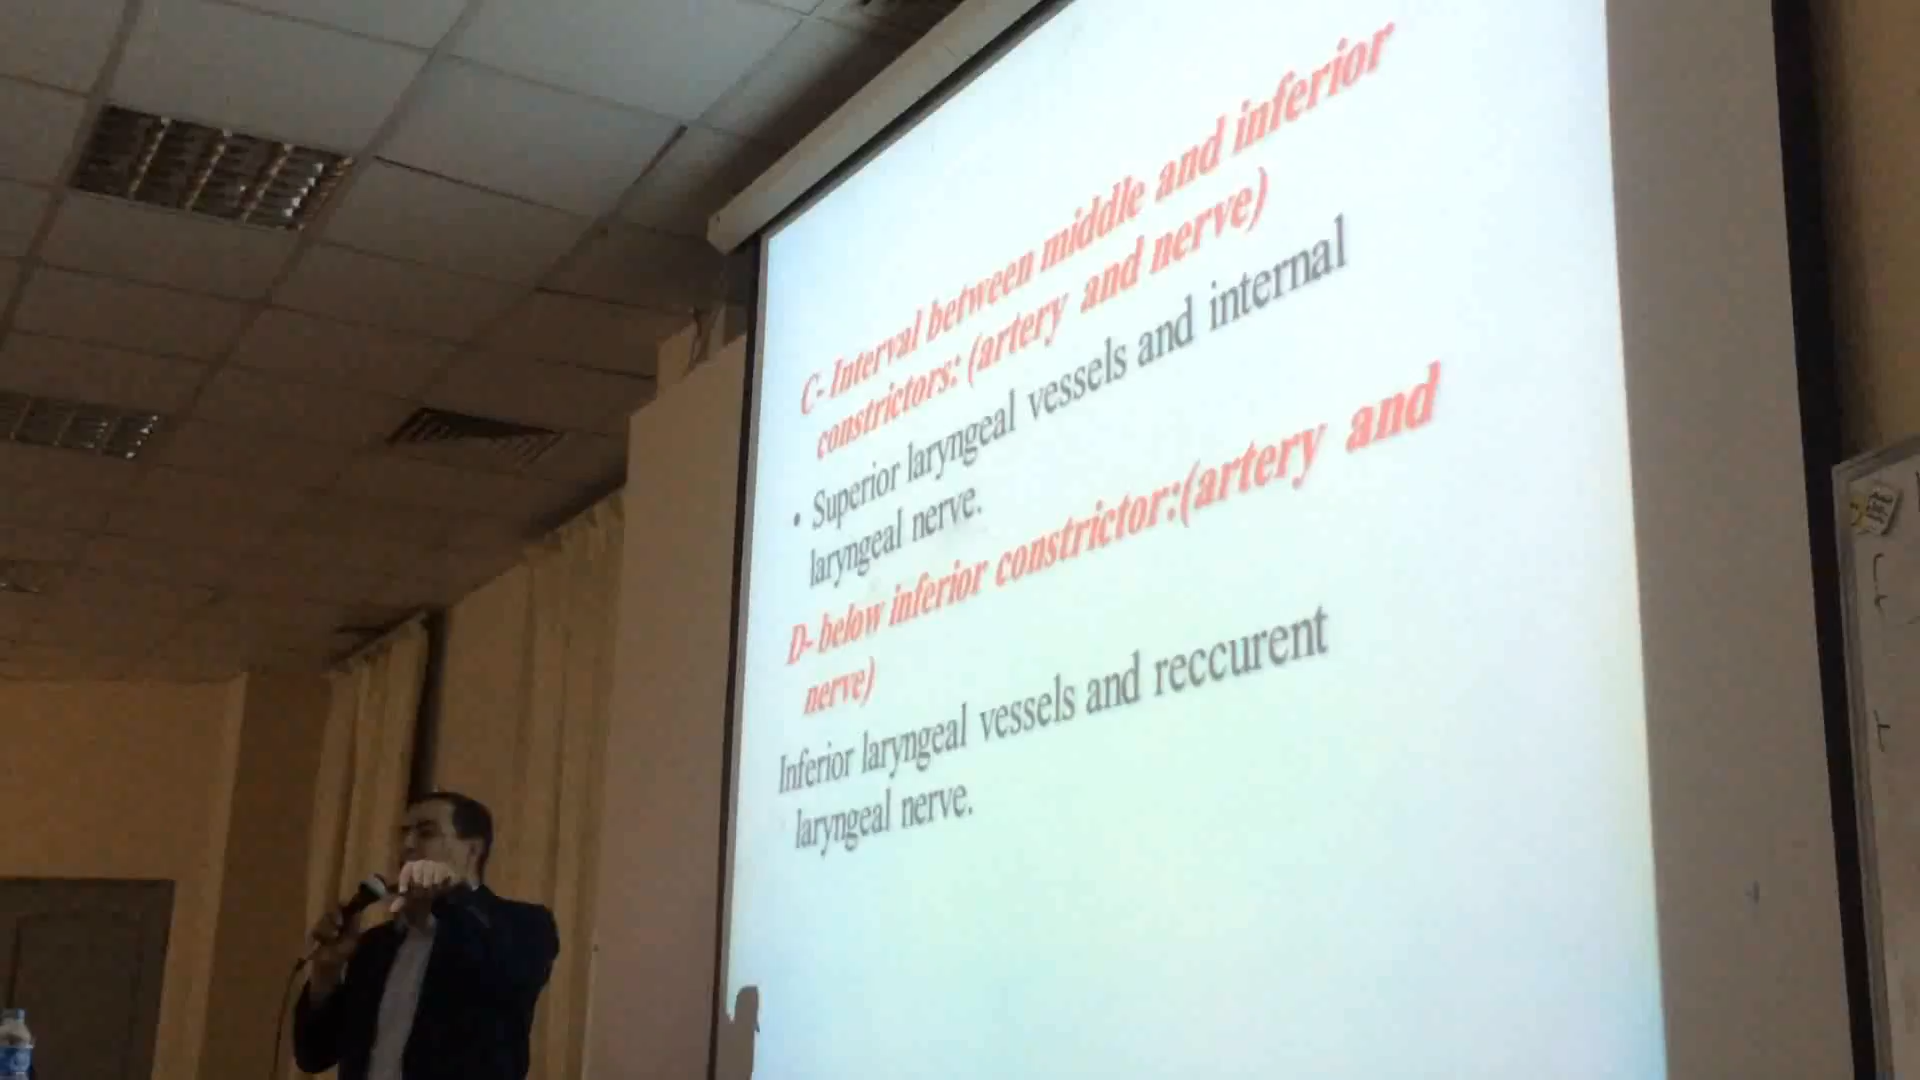 C- Interval between middle and inferior
constrictors: (artery and nerve)
• Superior laryngeal vessels and internal
laryngeal nerve.
D- below inferior constrictor:(artery and
nerve)
Inferior laryngeal vessels and reccurent
laryngeal nerve.